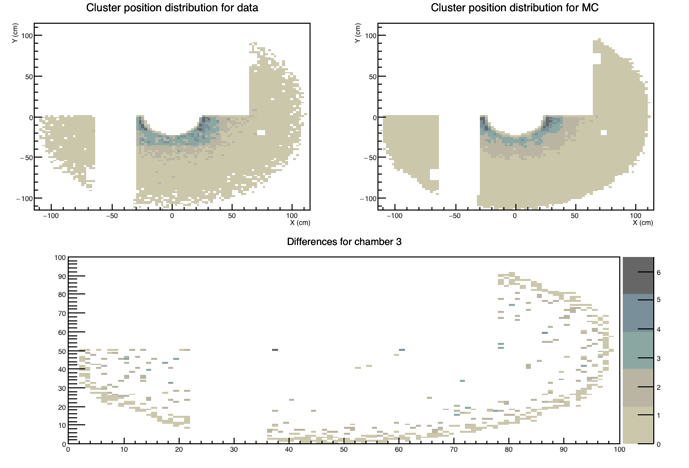 Cluster position distribution for data
Cluster position distribution for MC
Y (cm)
100
50
0
−50
−100
−100 −50 0 50 100
X (cm)
Y (cm)
100
50
0
−50
−100
−100 −50 0 50 100
X (cm)
Differences for chamber 3
100
90
80
70
60
50
40
30
20
10
0
0 10 20 30 40 50 60 70 80 90 100
6
5
4
3
2
1
0